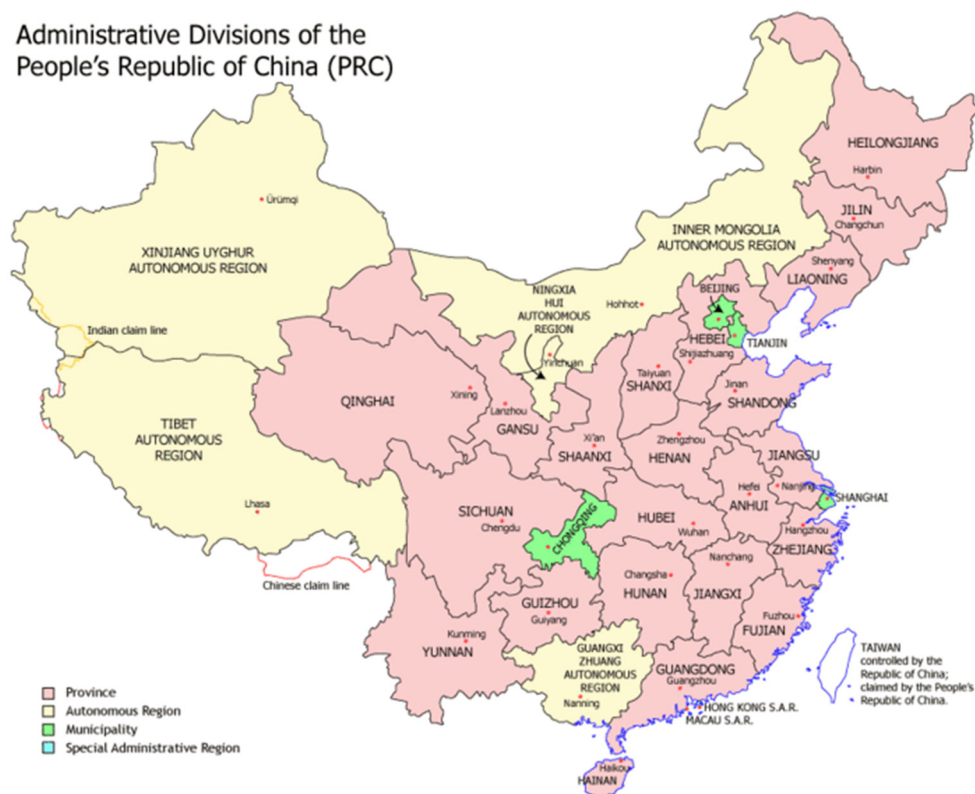 Administrative Divisions of the
People's Republic of China (PRC)
HEILONGJIANG
Harbin
JILIN
Changchun
Ürümqi
INNER MONGOLIA
AUTONOMOUS REGION
XINJIANG UYGHUR
AUTONOMOUS REGION
Shenyang
LIAONING
BEIJING
NINGXIA
HUI
AUTONOMOUS
REGION
Hohhot
Indian claim line
HEBEI
TIANJIN
Shijiazhuang
Yinchuan
Taiyuan
SHANXI
Jinan
SHANDONG
QINGHAI
Xining
Lanzhou
GANSU
TIBET
AUTONOMOUS
REGION
Xi'an
SHAANXI
Zhengzhou
HENAN
JIANGSU
Hefei
Nanjing
ANHUI
SHANGHAI
Lhasa
SICHUAN
Chengdu
CHONGQING
HUBEI
Wuhan
Hangzhou
ZHEJIANG
Nanchang
Chinese claim line
Changsha
HUNAN
JIANGXI
GUIZHOU
Guiyang
Fuzhou
FUJIAN
Kunming
YUNNAN
GUANGXI
ZHUANG
AUTONOMOUS
REGION
Nanning
GUANGDONG
Guangzhou
TAIWAN
controlled by the
Republic of China;
claimed by the People's
Republic of China.
HONG KONG S.A.R.
MACAU S.A.R.
Haikou
HAINAN
Province
Autonomous Region
Municipality
Special Administrative Region